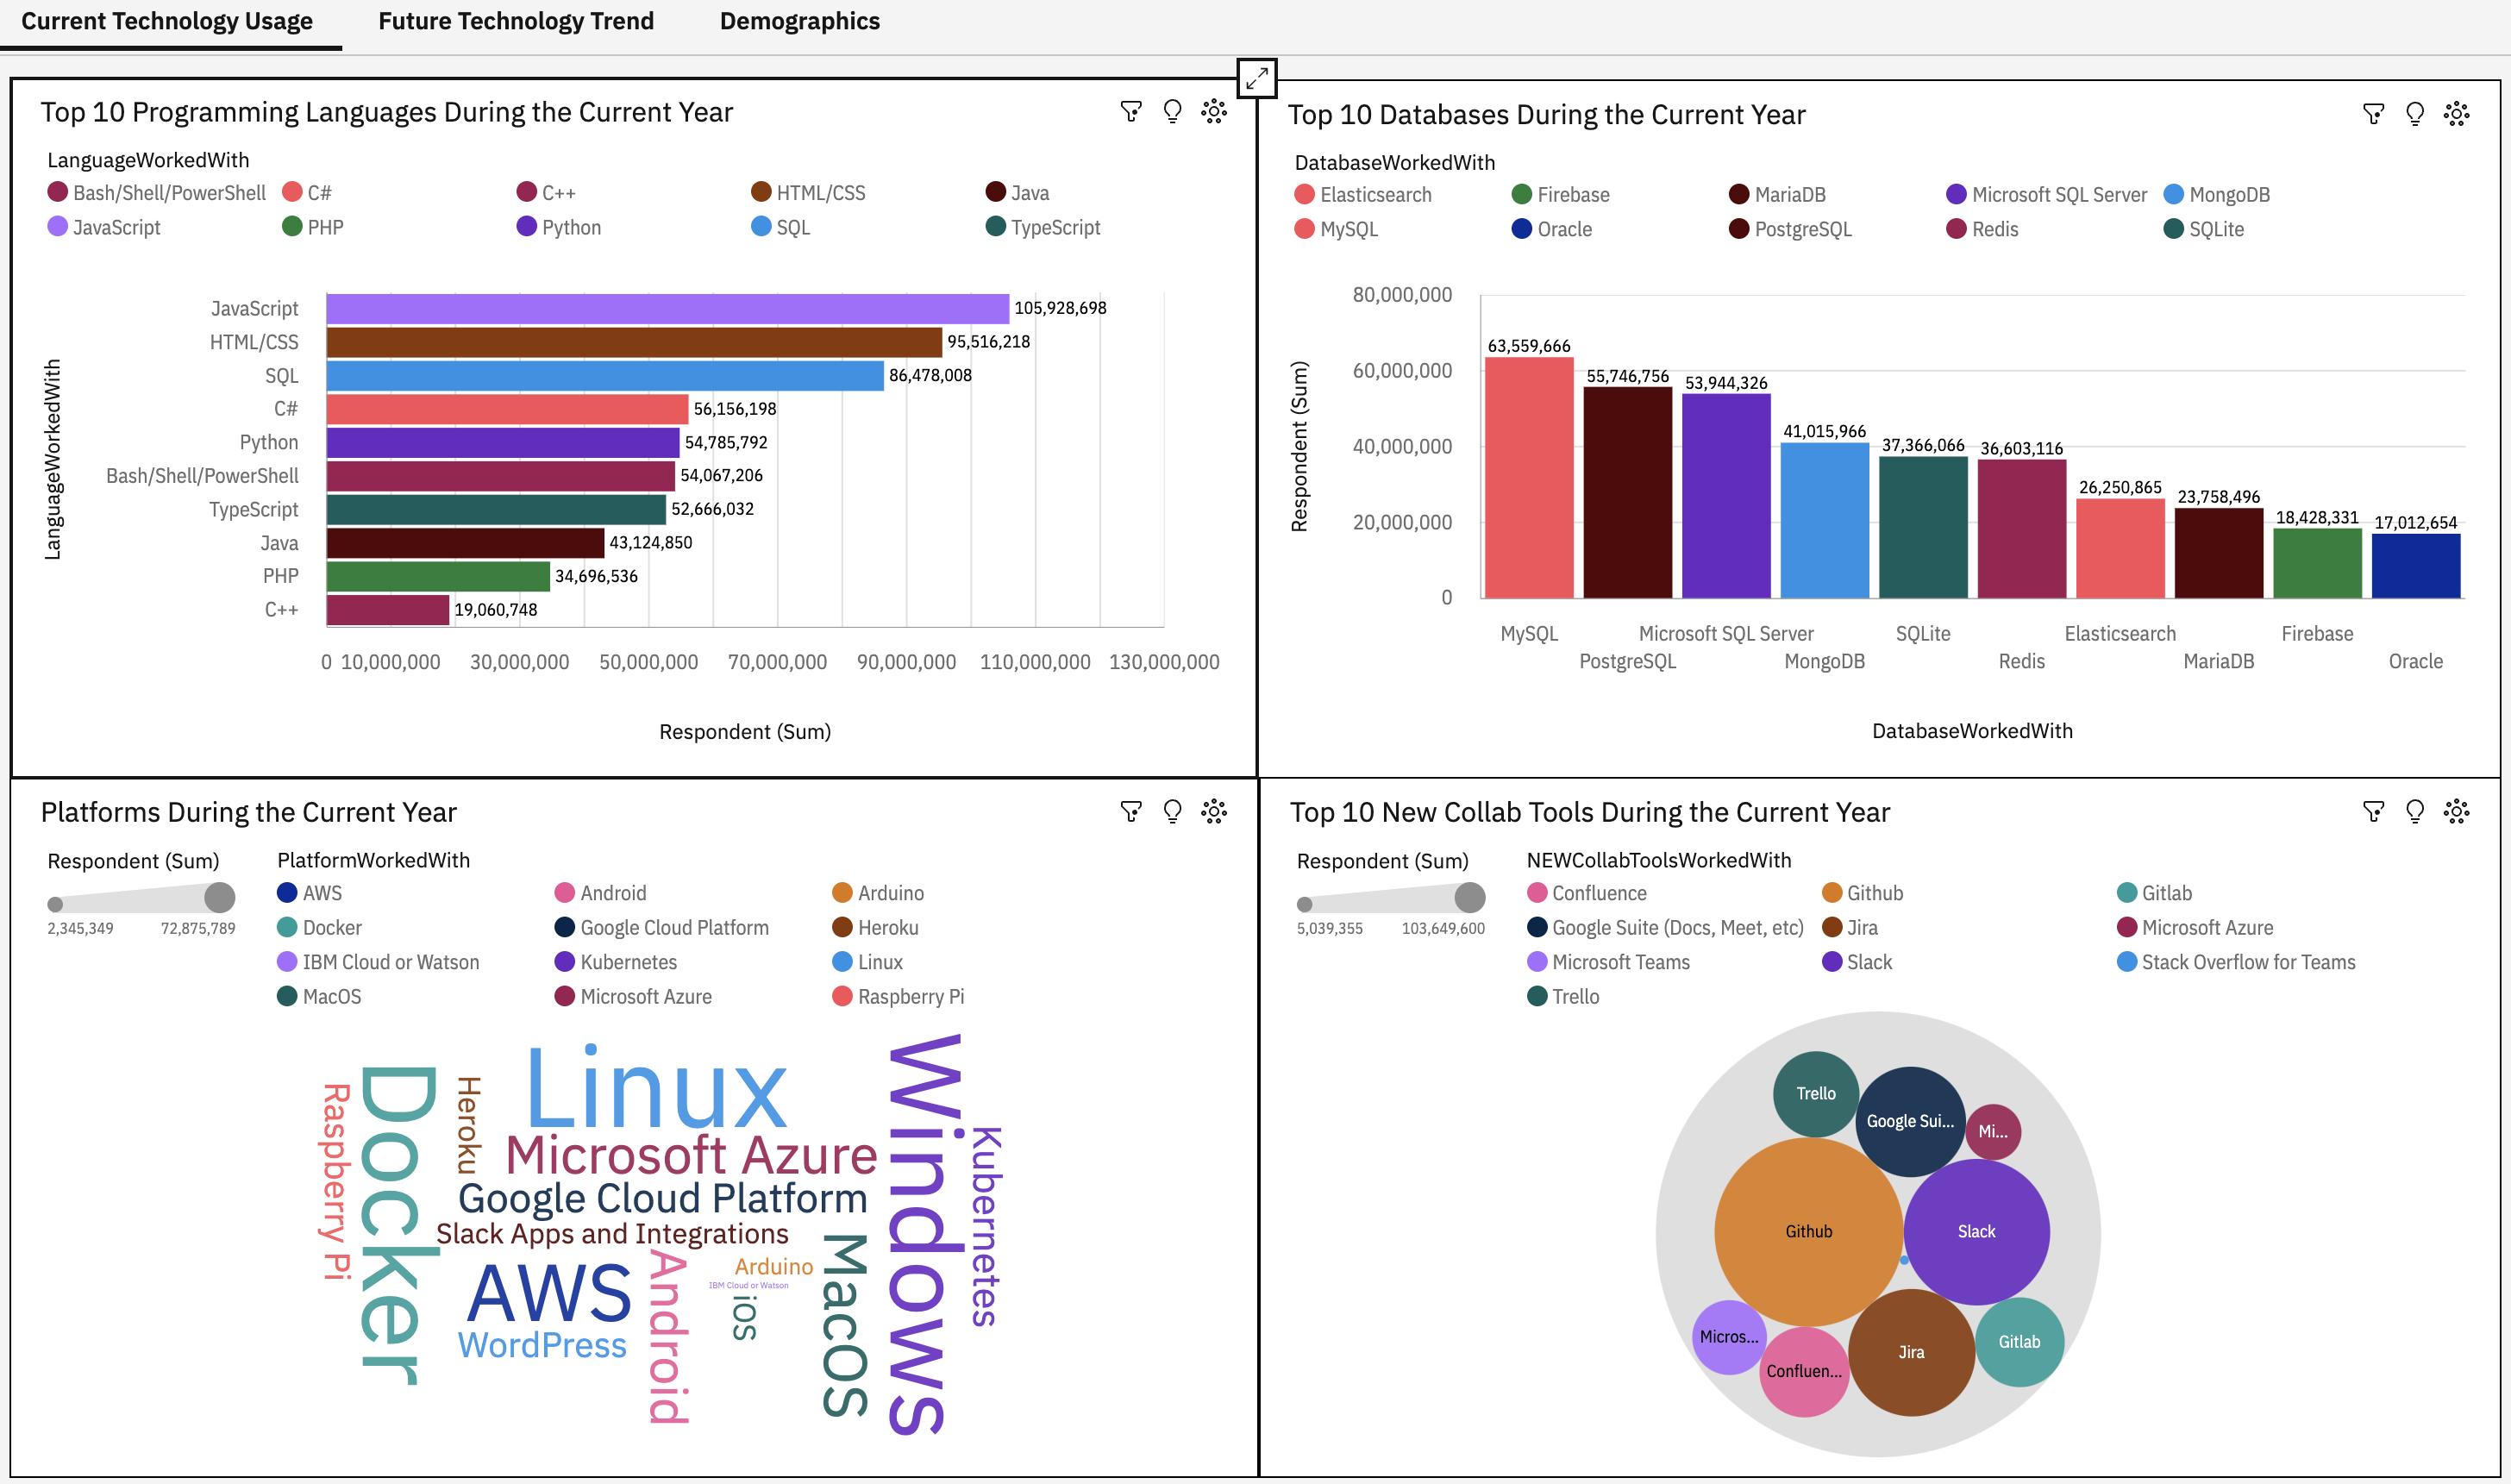 Current Technology Usage Future Technology Trend Demographics
Top 10 Programming Languages During the Current Year
LanguageWorkedWith
Bash/Shell/PowerShell C# C++ HTML/CSS Java
JavaScript PHP Python SQL TypeScript
LanguageWorkedWith
JavaScript 105,928,698
HTML/CSS 95,516,218
SQL 86,478,008
C# 56,156,198
Python 54,785,792
Bash/Shell/PowerShell 54,067,206
TypeScript 52,666,032
Java 43,124,850
PHP 34,696,536
C++ 19,060,748
0 10,000,000 30,000,000 50,000,000 70,000,000 90,000,000 110,000,000 130,000,000
Respondent (Sum)
Top 10 Databases During the Current Year
DatabaseWorkedWith
Elasticsearch Firebase MariaDB Microsoft SQL Server MongoDB
MySQL Oracle PostgreSQL Redis SQLite
Respondent (Sum)
80,000,000
60,000,000
40,000,000
20,000,000
0
63,559,666
55,746,756
53,944,326
41,015,966
37,366,066
36,603,116
26,250,865
23,758,496
18,428,331
17,012,654
MySQL Microsoft SQL Server SQLite Elasticsearch Firebase
PostgreSQL MongoDB Redis MariaDB Oracle
DatabaseWorkedWith
Platforms During the Current Year
Respondent (Sum)
2,345,349 72,875,789
PlatformWorkedWith
AWS Android Arduino
Docker Google Cloud Platform Heroku
IBM Cloud or Watson Kubernetes Linux
MacOS Microsoft Azure Raspberry Pi
Raspberry Pi
Docker
Heroku
Linux
Microsoft Azure
Google Cloud Platform
Slack Apps and Integrations
AWS
WordPress
Android
Arduino
IBM Cloud or Watson
iOS
MacOS
Windows
Kubernetes
Top 10 New Collab Tools During the Current Year
Respondent (Sum)
5,039,355 103,649,600
NEWCollabToolsWorkedWith
Confluence Github Gitlab
Google Suite (Docs, Meet, etc) Jira Microsoft Azure
Microsoft Teams Slack Stack Overflow for Teams
Trello
Trello
Google Sui...
Mi...
Github
Slack
Micros...
Confluen...
Jira
Gitlab